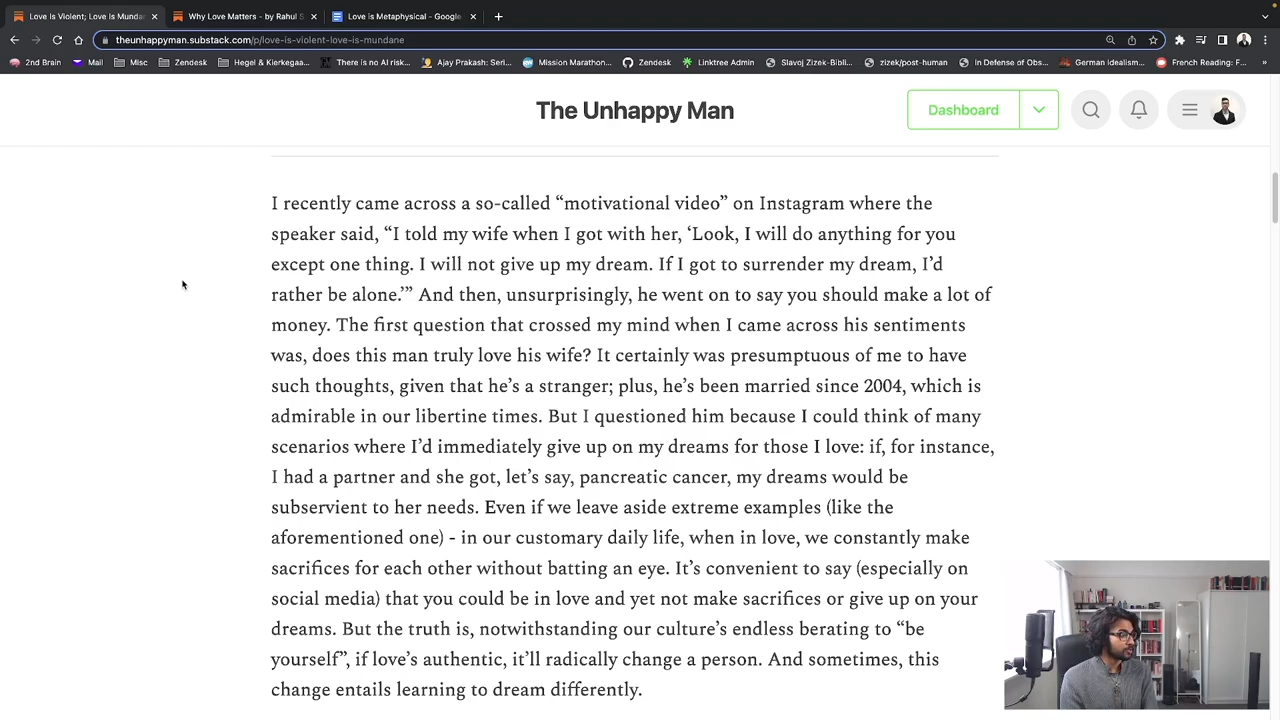 Love is Violent; Love is Munda
Why Love Matters - by Rahul S
Love is Metaphysical - Google
theunhappyman.substack.com/p/love-is-violent-love-is-mundane
2nd Brain
Mail
Misc
Zendesk
Hegel & Kierkegaa...
There is no AI risk...
Ajay Prakash: Seri...
Mission Marathon...
Zendesk
Linktree Admin
Slavoj Zizek-Bibli...
zizek/post-human
In Defense of Obs...
German Idealism...
French Reading: F...
»
The Unhappy Man
Dashboard
I recently came across a so-called “motivational video” on Instagram where the
speaker said, “I told my wife when I got with her, ‘Look, I will do anything for you
except one thing. I will not give up my dream. If I got to surrender my dream, I’d
rather be alone.’” And then, unsurprisingly, he went on to say you should make a lot of
money. The first question that crossed my mind when I came across his sentiments
was, does this man truly love his wife? It certainly was presumptuous of me to have
such thoughts, given that he’s a stranger; plus, he’s been married since 2004, which is
admirable in our libertine times. But I questioned him because I could think of many
scenarios where I’d immediately give up on my dreams for those I love: if, for instance,
I had a partner and she got, let’s say, pancreatic cancer, my dreams would be
subservient to her needs. Even if we leave aside extreme examples (like the
aforementioned one) - in our customary daily life, when in love, we constantly make
sacrifices for each other without batting an eye. It’s convenient to say (especially on
social media) that you could be in love and yet not make sacrifices or give up on your
dreams. But the truth is, notwithstanding our culture’s endless berating to “be
yourself”, if love’s authentic, it’ll radically change a person. And sometimes, this
change entails learning to dream differently.